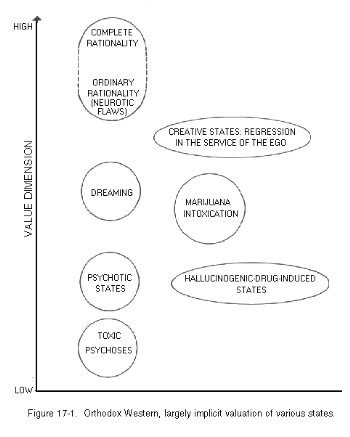 HIGH
COMPLETE
RATIONALITY
ORDINARY
RATIONALITY
(NEUROTIC
FLAWS)
CREATIVE STATES: REGRESSION
IN THE SERVICE OF THE EGO
VALUE DIMENSION
DREAMING
MARIJUANA
INTOXICATION
PSYCHOTIC
STATES
HALLUCINOGENIC-DRUG-INDUCED
STATES
TOXIC
PSYCHOSES
LOW
Figure 17-1. Orthodox Western, largely implicit valuation of various states.